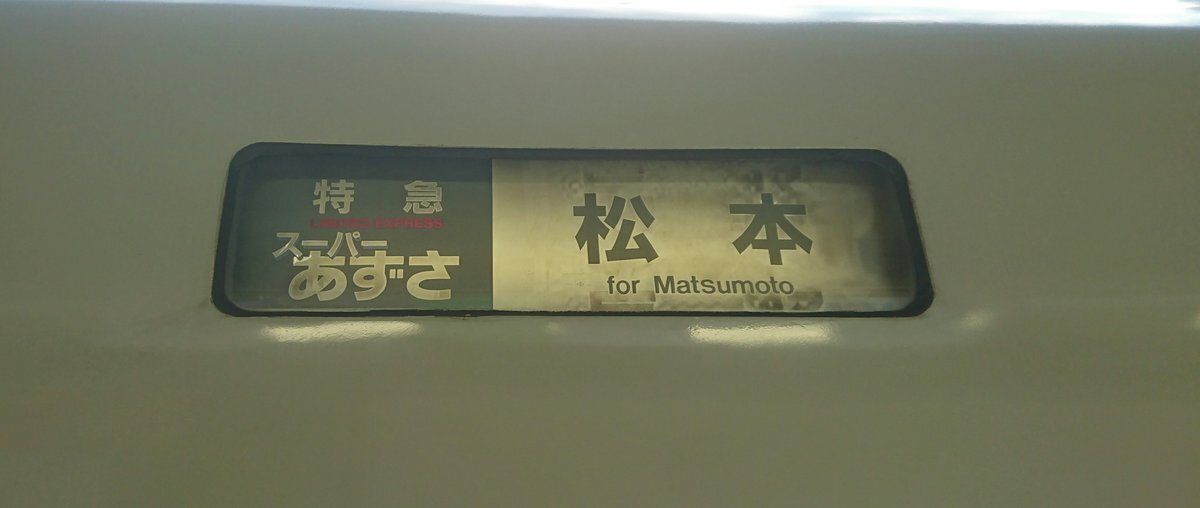 特急
LIMITED EXPRESS
スーパー
あずさ
松本
for Matsumoto